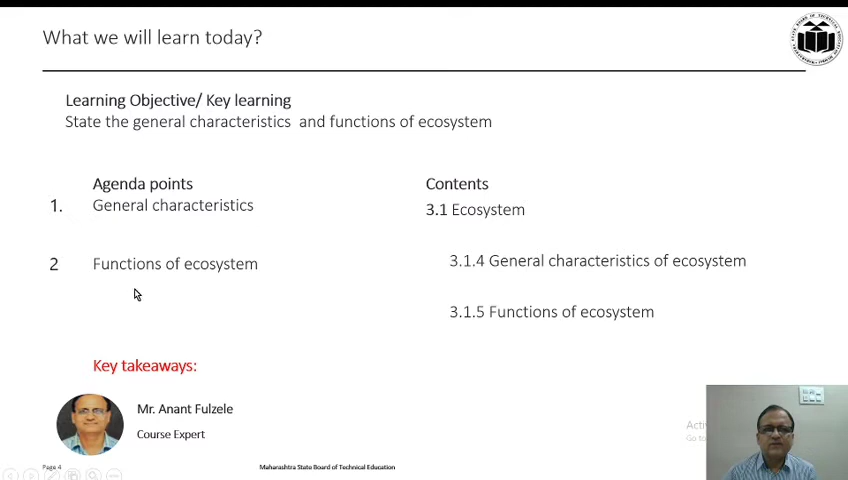 What we will learn today?
Learning Objective/ Key learning
State the general characteristics and functions of ecosystem
Agenda points
1. General characteristics
2 Functions of ecosystem
Contents
3.1 Ecosystem
3.1.4 General characteristics of ecosystem
3.1.5 Functions of ecosystem
Key takeaways:
Mr. Anant Fulzele
Course Expert
Page 4
Maharashtra State Board of Technical Education